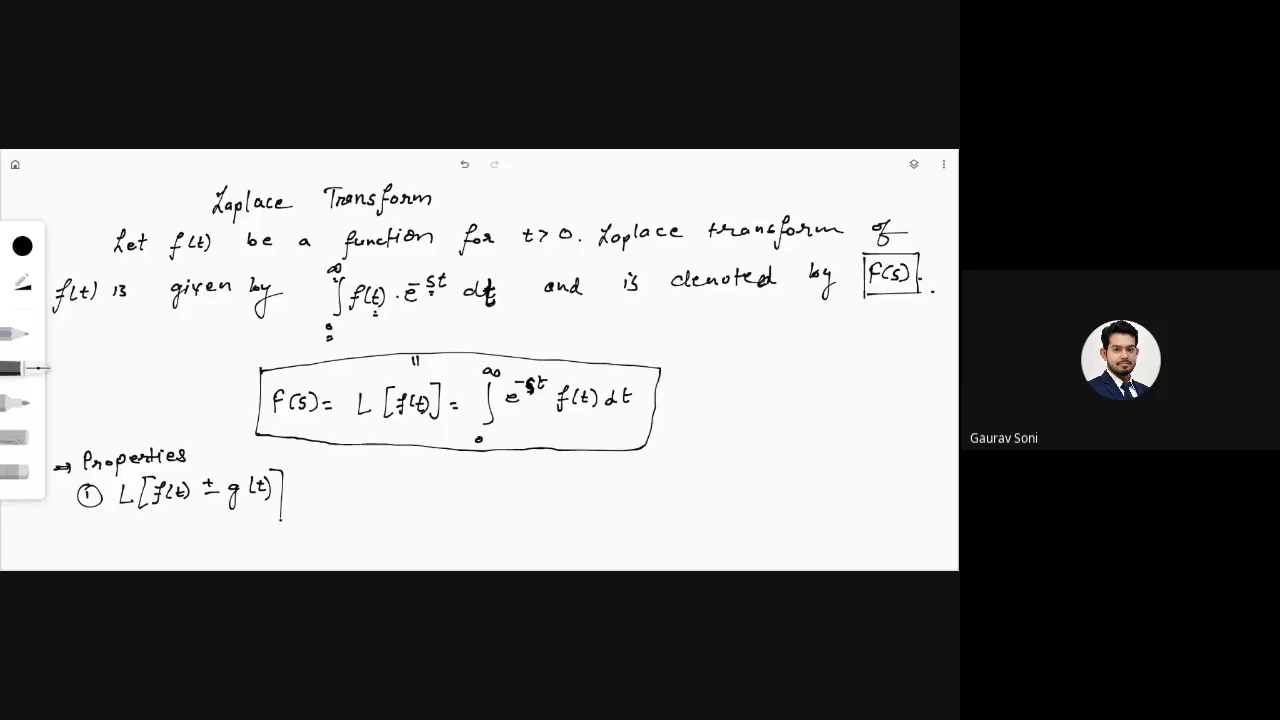 Laplace Transform
Let f(t) be a function for t > 0. Laplace transform of
f(t) is given by ∫₀^∞ f(t) · e^-st dt and is denoted by F(s).
"
F(s) = L [f(t)] = ∫₀^∞ e^-st f(t) dt
⇒ Properties
① L[f(t) ± g(t)]
Gaurav Soni